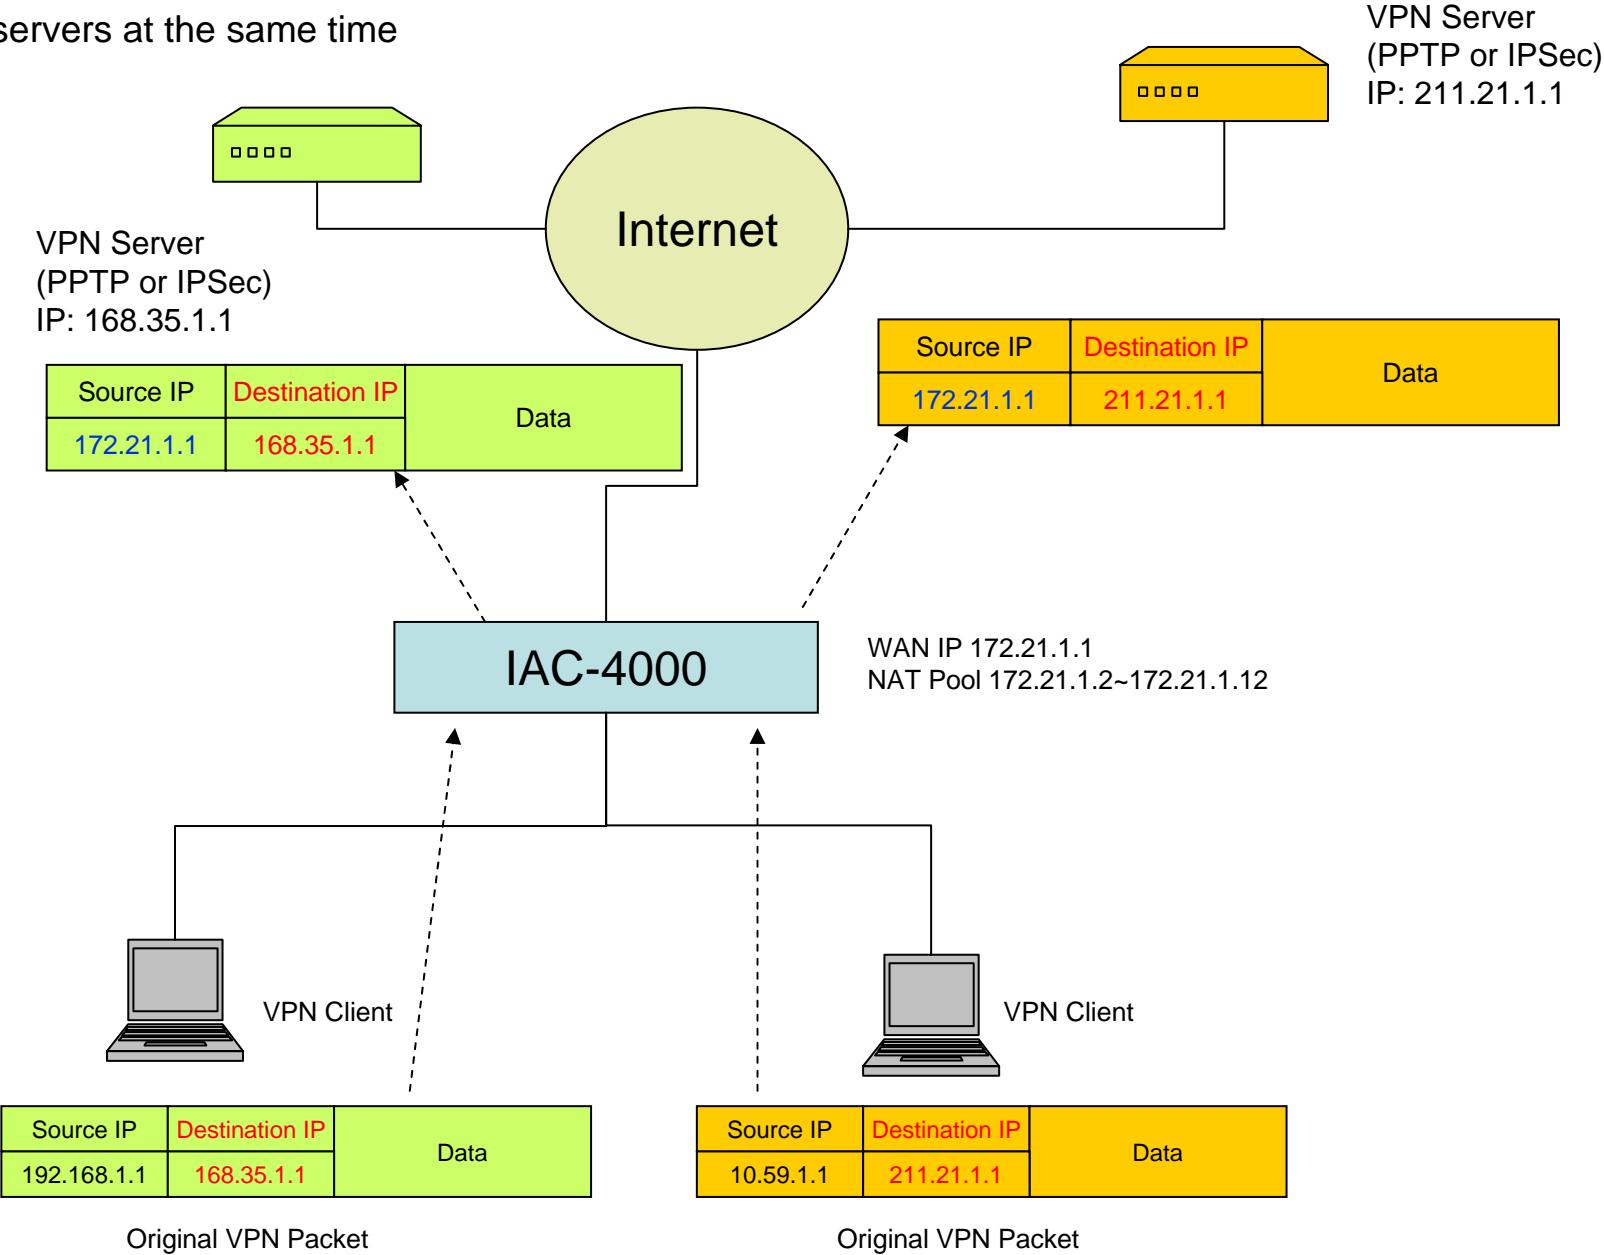 servers at the same time
VPN Server
(PPTP or IPSec)
IP: 211.21.1.1
Internet
VPN Server
(PPTP or IPSec)
IP: 168.35.1.1
Source IP Destination IP Data
172.21.1.1 211.21.1.1
Source IP Destination IP Data
172.21.1.1 168.35.1.1
IAC-4000
WAN IP 172.21.1.1
NAT Pool 172.21.1.2~172.21.1.12
VPN Client
VPN Client
Source IP Destination IP Data
192.168.1.1 168.35.1.1
Source IP Destination IP Data
10.59.1.1 211.21.1.1
Original VPN Packet
Original VPN Packet